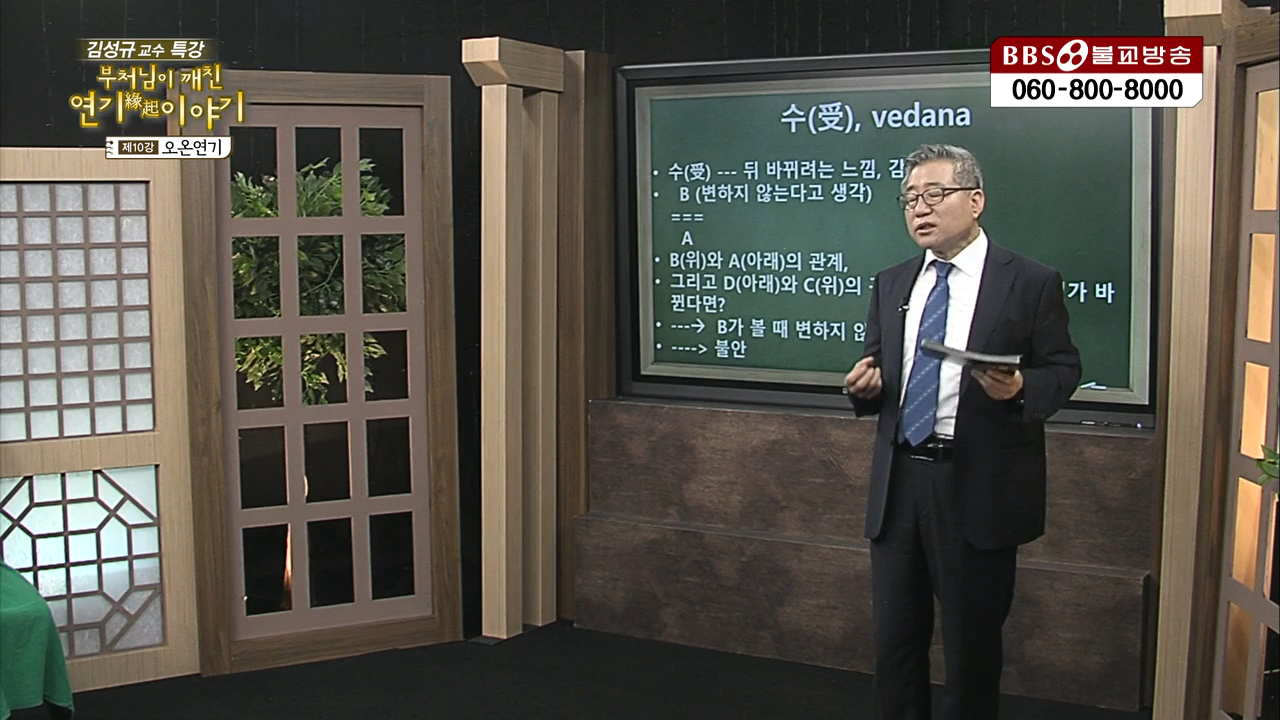 김성규 교수 특강
부처님이 깨친
연기緣起이야기
제10강 오온연기
BBS 불교방송
060-800-8000
수(受), vedana
• 수(受) --- 뒤 바뀌려는 느낌,
• B (변하지 않는다고 생각)
===
A
• B(위)와 A(아래)의 관계,
• 그리고 D(아래)와 C(위)의 가 바
뀐다면?
• ---→ B가 볼 때 변하지
• ----> 불안